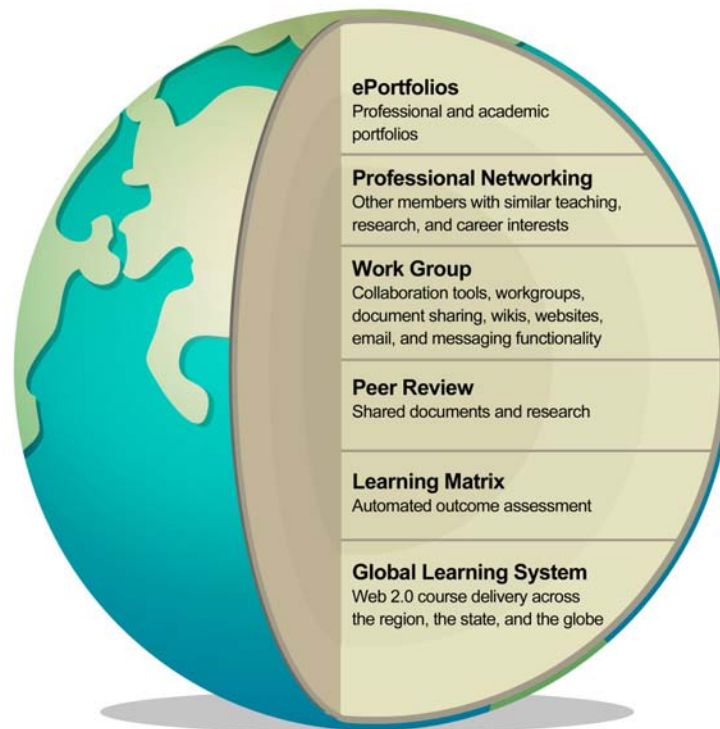 ePortfolios
Professional and academic
portfolios
Professional Networking
Other members with similar teaching,
research, and career interests
Work Group
Collaboration tools, workgroups,
document sharing, wikis, websites,
email, and messaging functionality
Peer Review
Shared documents and research
Learning Matrix
Automated outcome assessment
Global Learning System
Web 2.0 course delivery across
the region, the state, and the globe